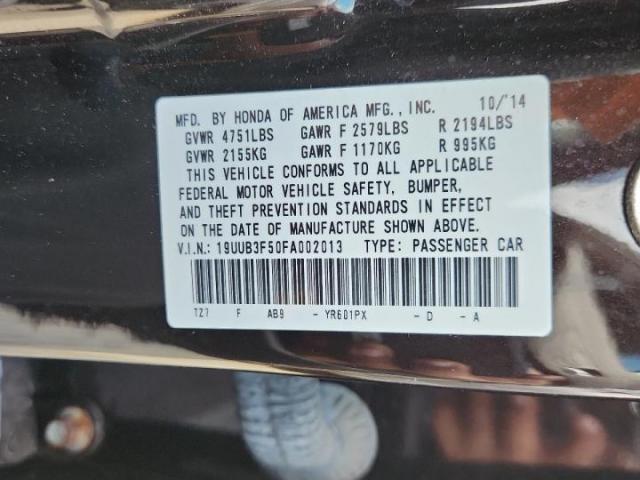 MFD. BY HONDA OF AMERICA MFG., INC. 10/'14
GVWR 4751LBS GAWR F 2579LBS R 2194LBS
GVWR 2155KG GAWR F 1170KG R 995KG
THIS VEHICLE CONFORMS TO ALL APPLICABLE
FEDERAL MOTOR VEHICLE SAFETY, BUMPER,
AND THEFT PREVENTION STANDARDS IN EFFECT
ON THE DATE OF MANUFACTURE SHOWN ABOVE.
V.I.N.: 19UUB3F50FA002013 TYPE: PASSENGER CAR
TZ7 F AB9 - YR601PX - D - A